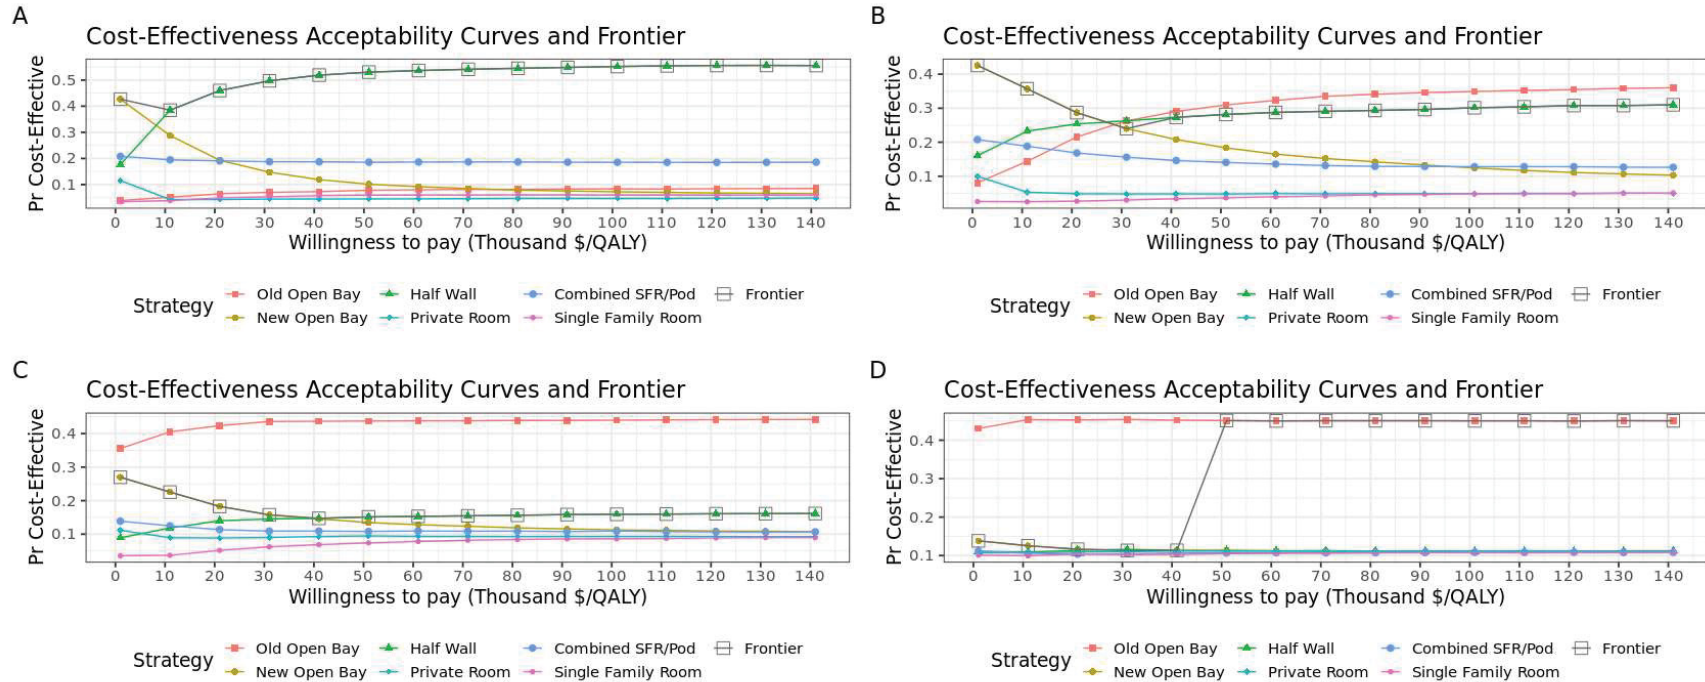 A
Cost-Effectiveness Acceptability Curves and Frontier
Pr Cost-Effective
0.5
0.4
0.3
0.2
0.1
0 10 20 30 40 50 60 70 80 90 100 110 120 130 140
Willingness to pay (Thousand $/QALY)
Strategy
Old Open Bay Half Wall Combined SFR/Pod Frontier
New Open Bay Private Room Single Family Room
B
Cost-Effectiveness Acceptability Curves and Frontier
Pr Cost-Effective
0.4
0.3
0.2
0.1
0 10 20 30 40 50 60 70 80 90 100 110 120 130 140
Willingness to pay (Thousand $/QALY)
Strategy
Old Open Bay Half Wall Combined SFR/Pod Frontier
New Open Bay Private Room Single Family Room
C
Cost-Effectiveness Acceptability Curves and Frontier
Pr Cost-Effective
0.4
0.3
0.2
0.1
0 10 20 30 40 50 60 70 80 90 100 110 120 130 140
Willingness to pay (Thousand $/QALY)
Strategy
Old Open Bay Half Wall Combined SFR/Pod Frontier
New Open Bay Private Room Single Family Room
D
Cost-Effectiveness Acceptability Curves and Frontier
Pr Cost-Effective
0.4
0.3
0.2
0.1
0 10 20 30 40 50 60 70 80 90 100 110 120 130 140
Willingness to pay (Thousand $/QALY)
Strategy
Old Open Bay Half Wall Combined SFR/Pod Frontier
New Open Bay Private Room Single Family Room